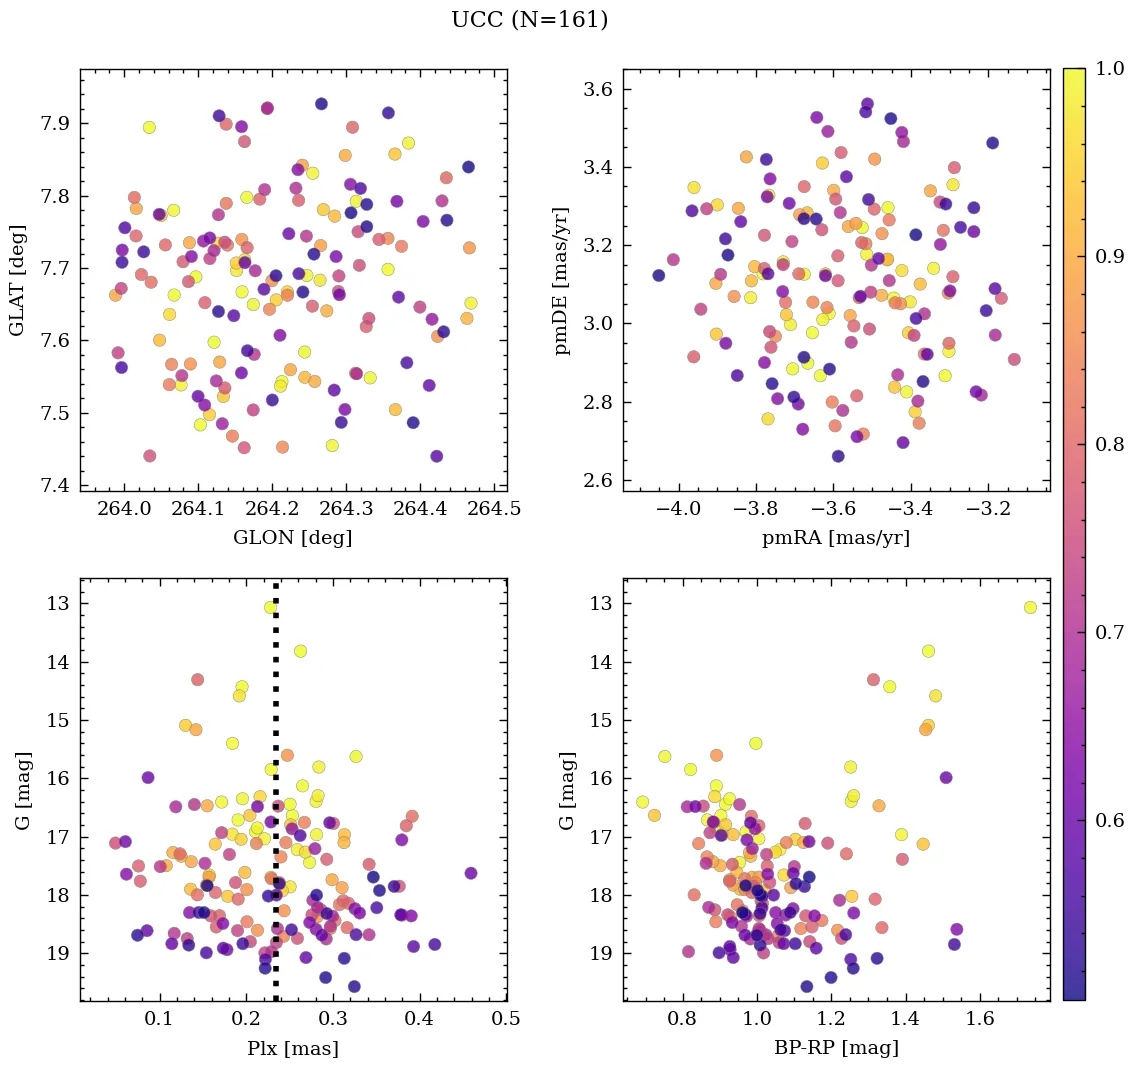 UCC (N=161)
7.9
7.8
7.7
7.6
7.5
7.4
GLAT [deg]
264.0 264.1 264.2 264.3 264.4 264.5
GLON [deg]
3.6
3.4
3.2
3.0
2.8
2.6
pmDE [mas/yr]
−4.0 −3.8 −3.6 −3.4 −3.2
pmRA [mas/yr]
1.0
0.9
0.8
0.7
0.6
13
14
15
16
17
18
19
G [mag]
0.1 0.2 0.3 0.4 0.5
Plx [mas]
13
14
15
16
17
18
19
G [mag]
0.8 1.0 1.2 1.4 1.6
BP-RP [mag]